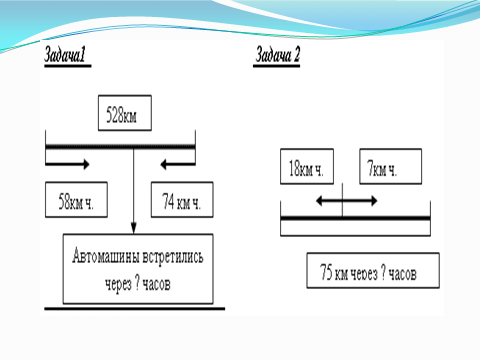 Задача1
528км
58км ч.
74 км ч.
Автомашины встретились
через ? часов
Задача 2
18км ч.
7км ч.
75 км через ? часов